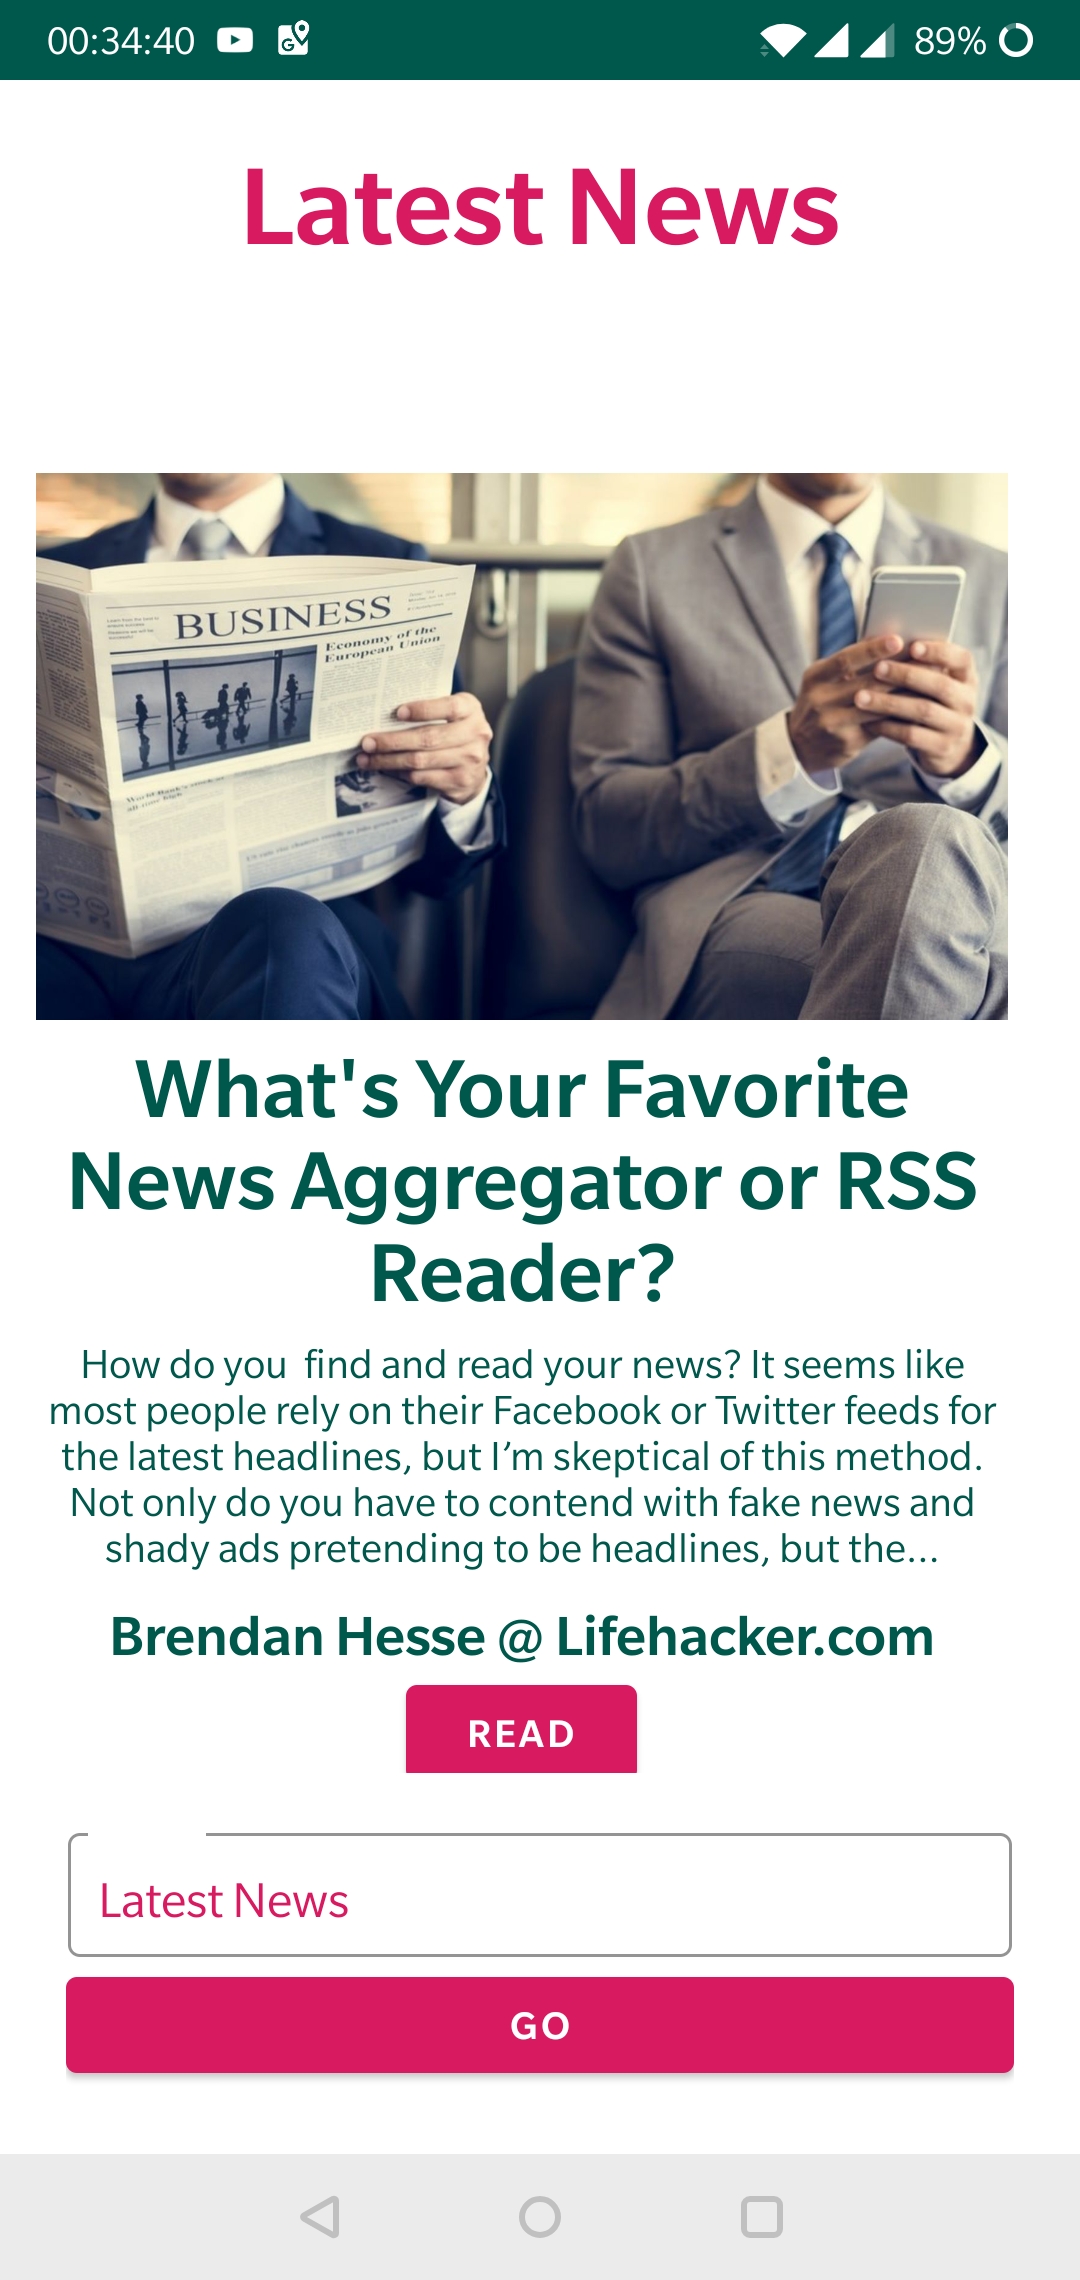 00:34:40
89%
Latest News
BUSINESS
Economy of the
European Union
What's Your Favorite
News Aggregator or RSS
Reader?
How do you  find and read your news? It seems like
most people rely on their Facebook or Twitter feeds for
the latest headlines, but I’m skeptical of this method.
Not only do you have to contend with fake news and
shady ads pretending to be headlines, but the...
Brendan Hesse @ Lifehacker.com
READ
Latest News
GO